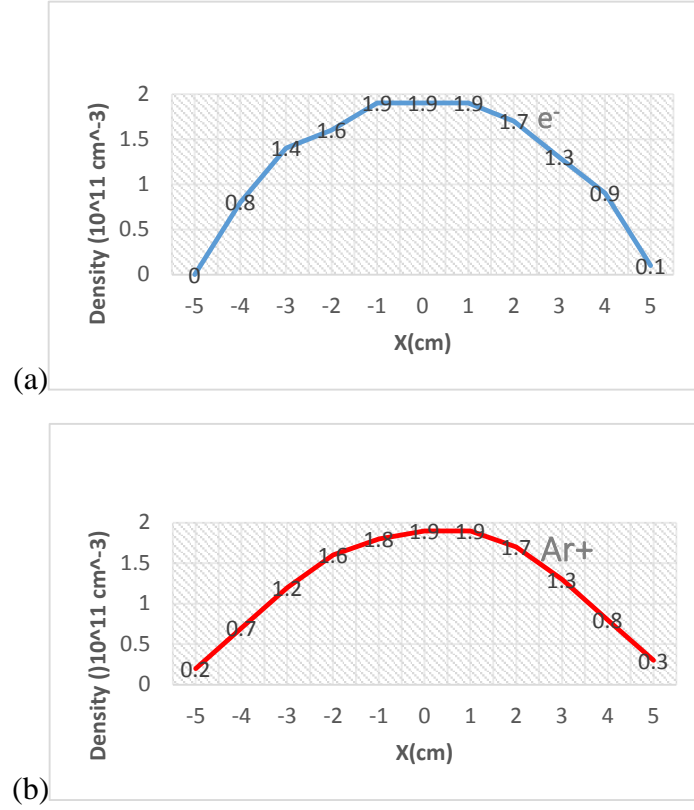 2
1.9 1.9 1.9
1.7 e-
1.6
1.5
1.4
1.3
1
0.9
0.8
0.5
0.1
0
0
-5 -4 -3 -2 -1 0 1 2 3 4 5
Density (10^11 cm^-3)
X(cm)
(a)
2
1.9 1.9
1.8
1.7 Ar+
1.6
1.5
1.3
1.2
1
0.8
0.7
0.5
0.3
0.2
0
-5 -4 -3 -2 -1 0 1 2 3 4 5
Density ()10^11 cm^-3)
X(cm)
(b)